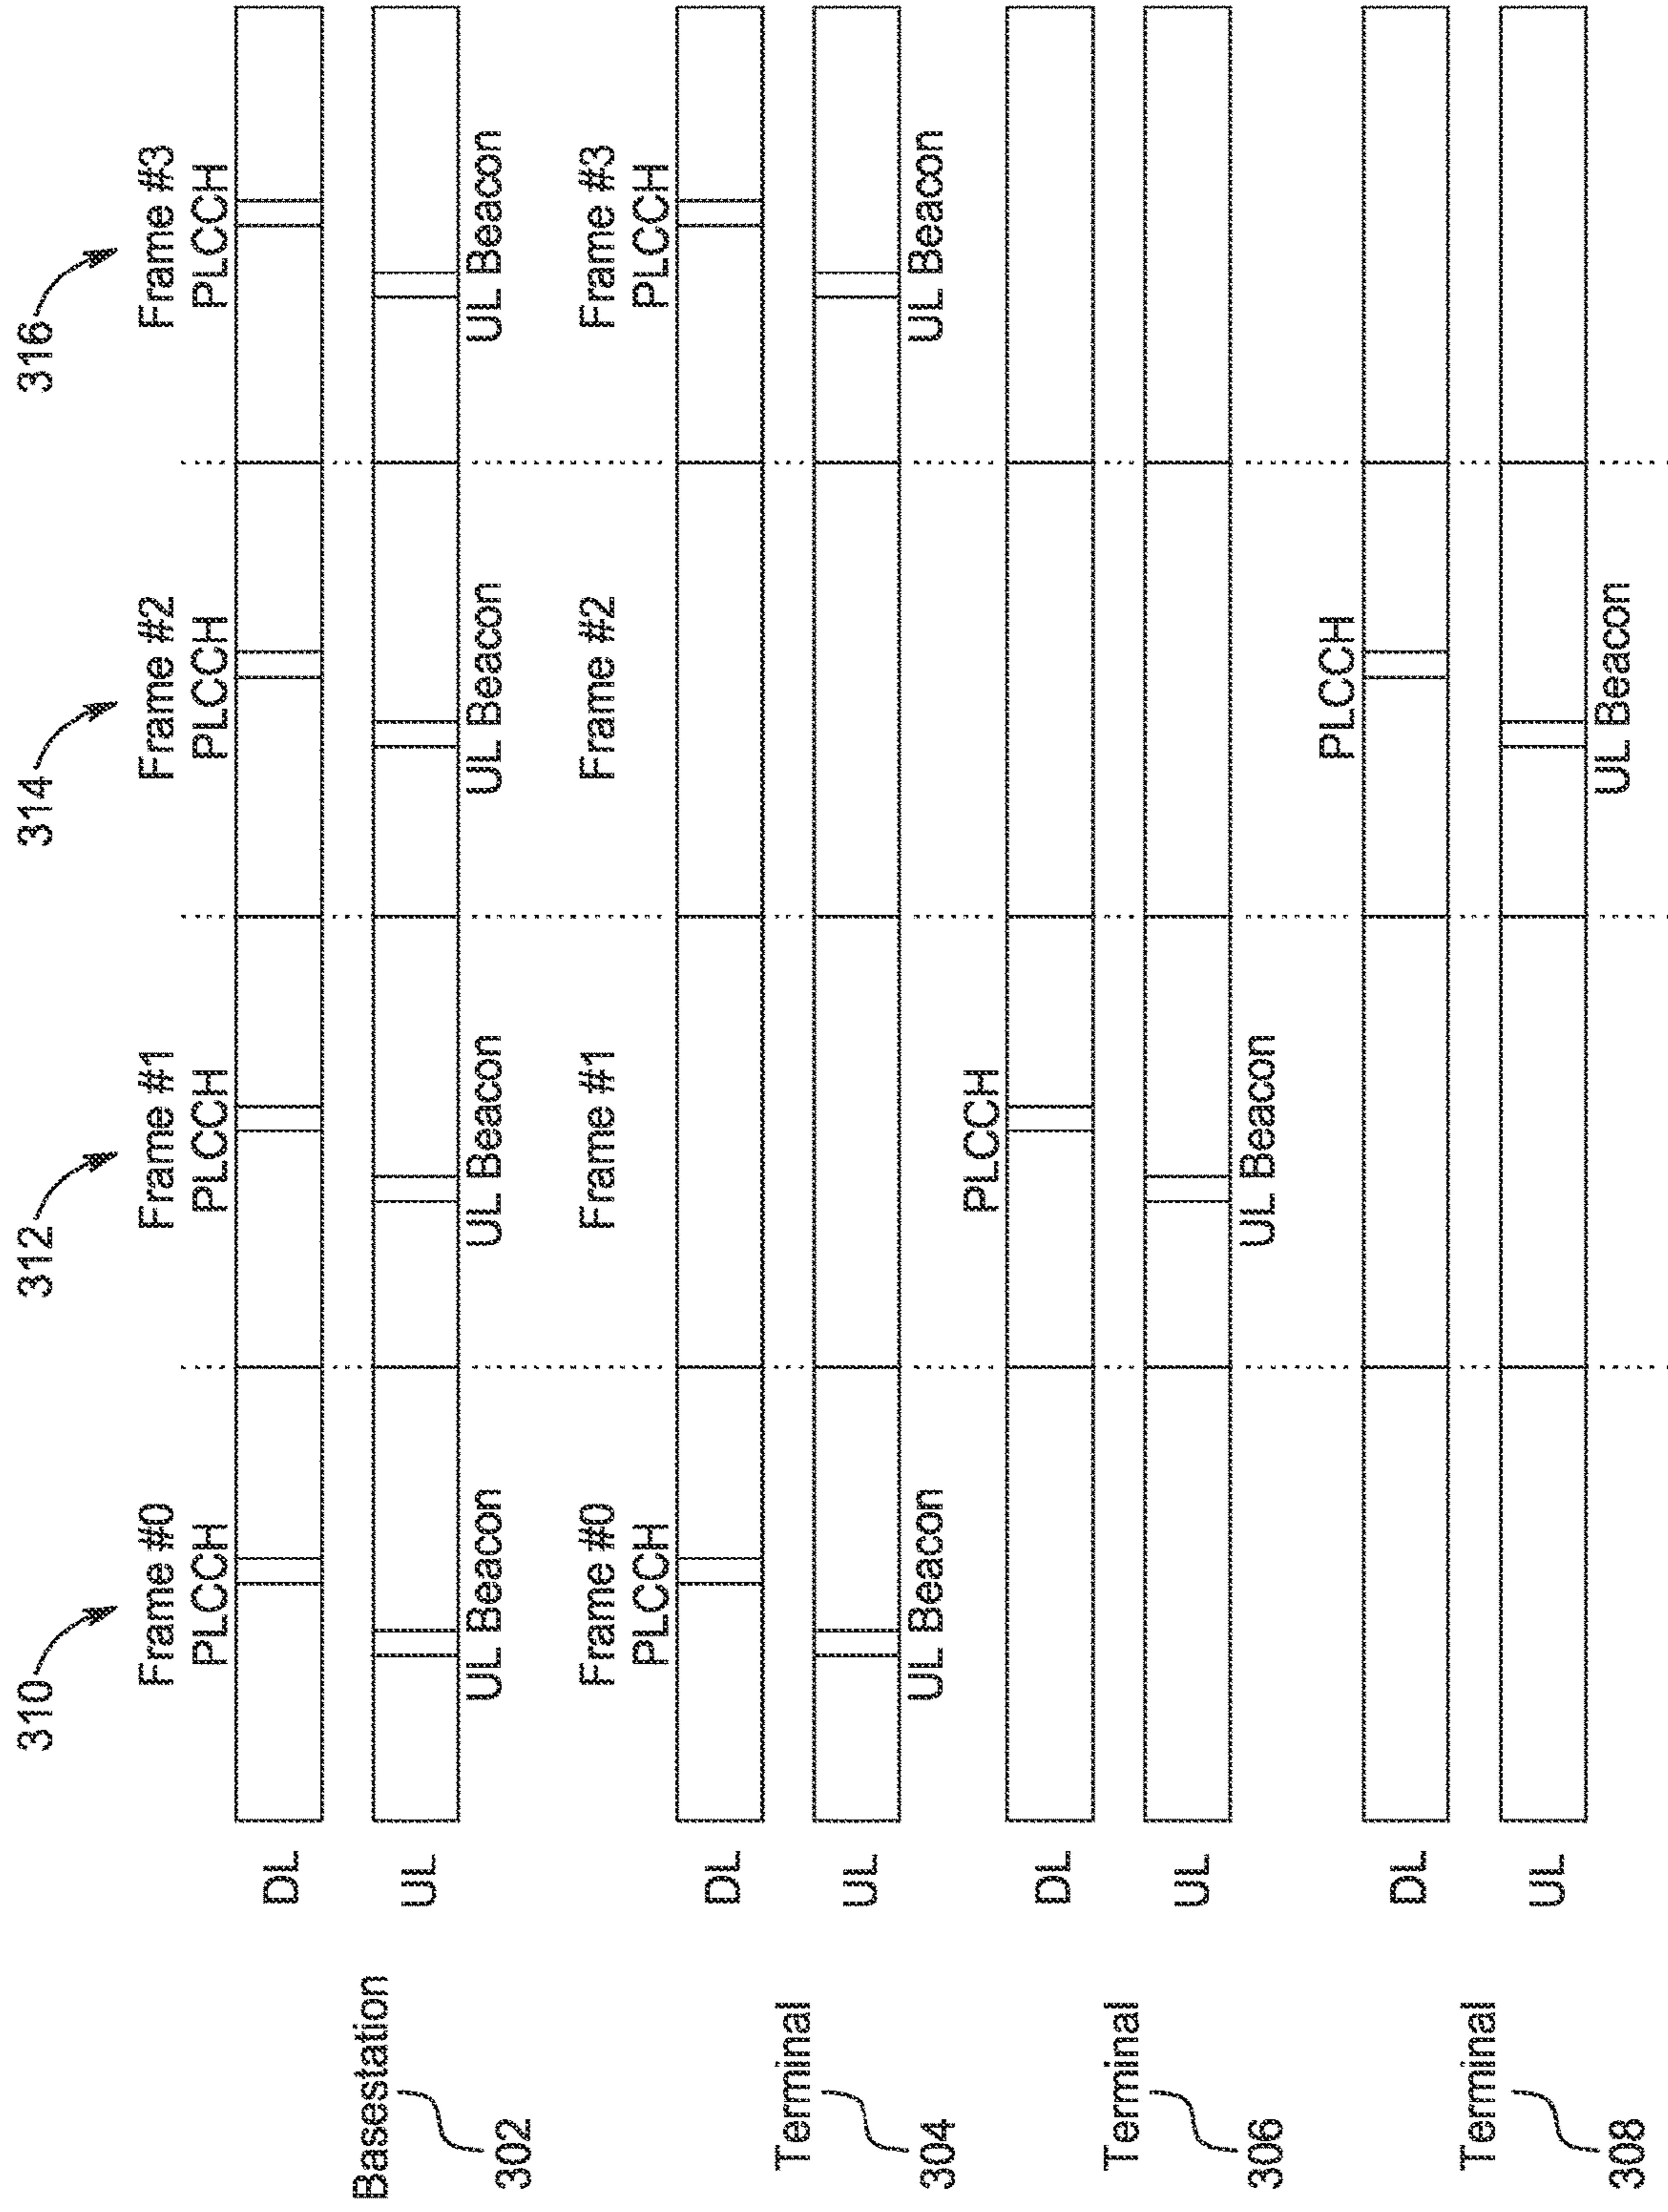 310
312
314
316
Frame #0
Frame #1
Frame #2
Frame #3
PLCCH
PLCCH
PLCCH
PLCCH
DL
Basestation
302
UL
UL Beacon
UL Beacon
UL Beacon
UL Beacon
Frame #0
Frame #1
Frame #2
Frame #3
PLCCH
PLCCH
DL
Terminal
304
UL
UL Beacon
UL Beacon
PLCCH
DL
Terminal
306
UL
UL Beacon
PLCCH
DL
Terminal
308
UL
UL Beacon